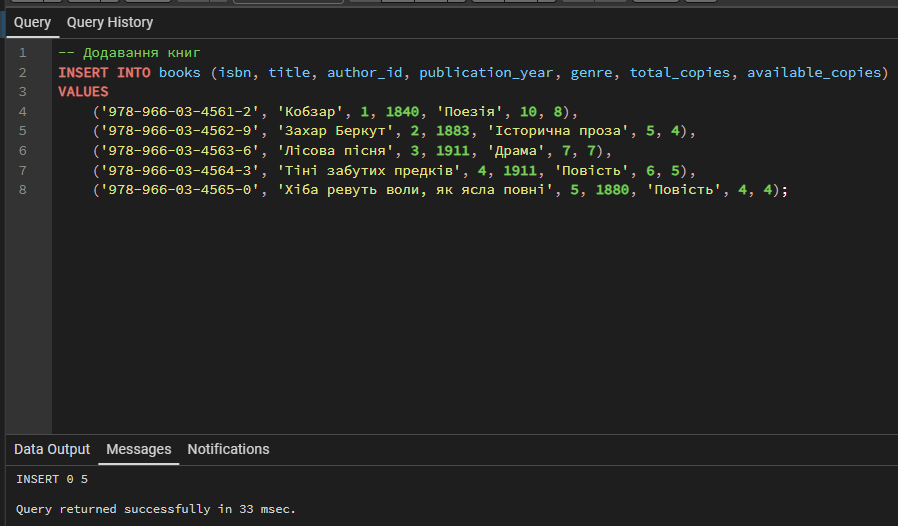 Query Query History
1 -- Додавання книг
2 INSERT INTO books (isbn, title, author_id, publication_year, genre, total_copies, available_copies)
3 VALUES
4 ('978-966-03-4561-2', 'Кобзар', 1, 1840, 'Поезія', 10, 8),
5 ('978-966-03-4562-9', 'Захар Беркут', 2, 1883, 'Історична проза', 5, 4),
6 ('978-966-03-4563-6', 'Лісова пісня', 3, 1911, 'Драма', 7, 7),
7 ('978-966-03-4564-3', 'Тіні забутих предків', 4, 1911, 'Повість', 6, 5),
8 ('978-966-03-4565-0', 'Хіба ревуть воли, як ясла повні', 5, 1880, 'Повість', 4, 4);
Data Output Messages Notifications
INSERT 0 5
Query returned successfully in 33 msec.